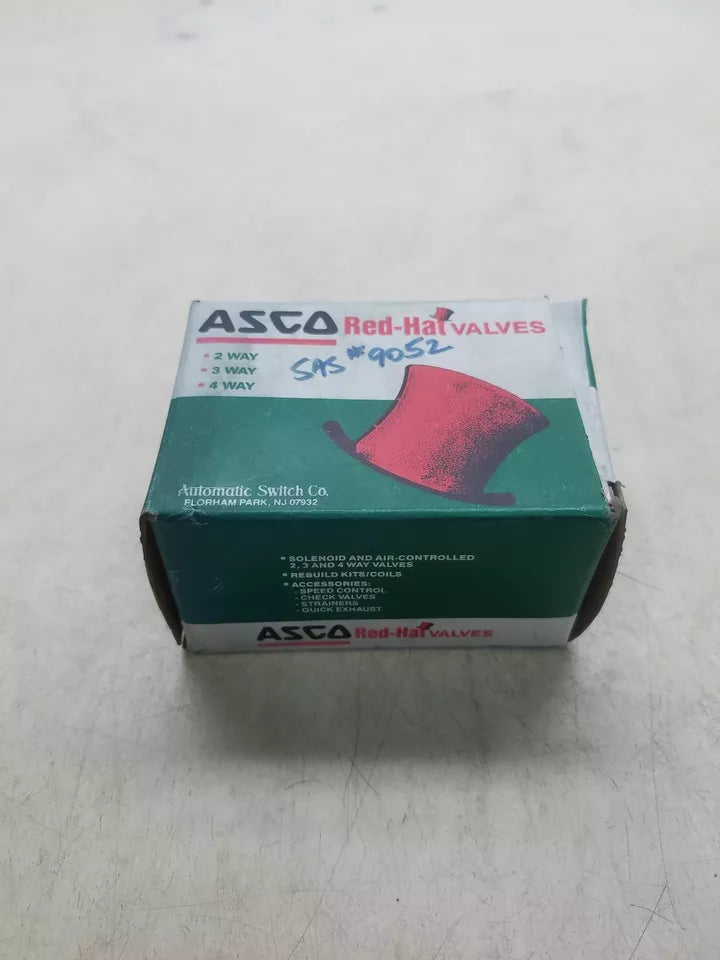 ASCO Red-Hat VALVES
• 2 WAY
• 3 WAY
• 4 WAY
SAS #9052
Automatic Switch Co.
FLORHAM PARK, NJ 07932
• SOLENOID AND AIR-CONTROLLED
2, 3 AND 4 WAY VALVES
• REBUILD KITS/COILS
• ACCESSORIES:
- SPEED CONTROL
- CHECK VALVES
- STRAINERS
- QUICK EXHAUST
ASCO Red-Hat VALVES